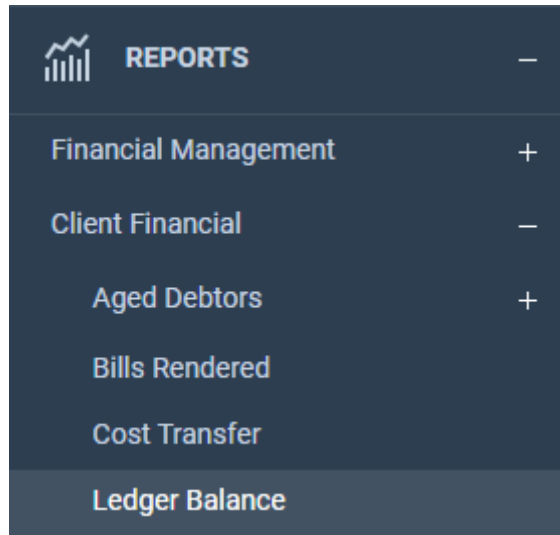 REPORTS –
Financial Management +
Client Financial –
Aged Debtors +
Bills Rendered
Cost Transfer
Ledger Balance